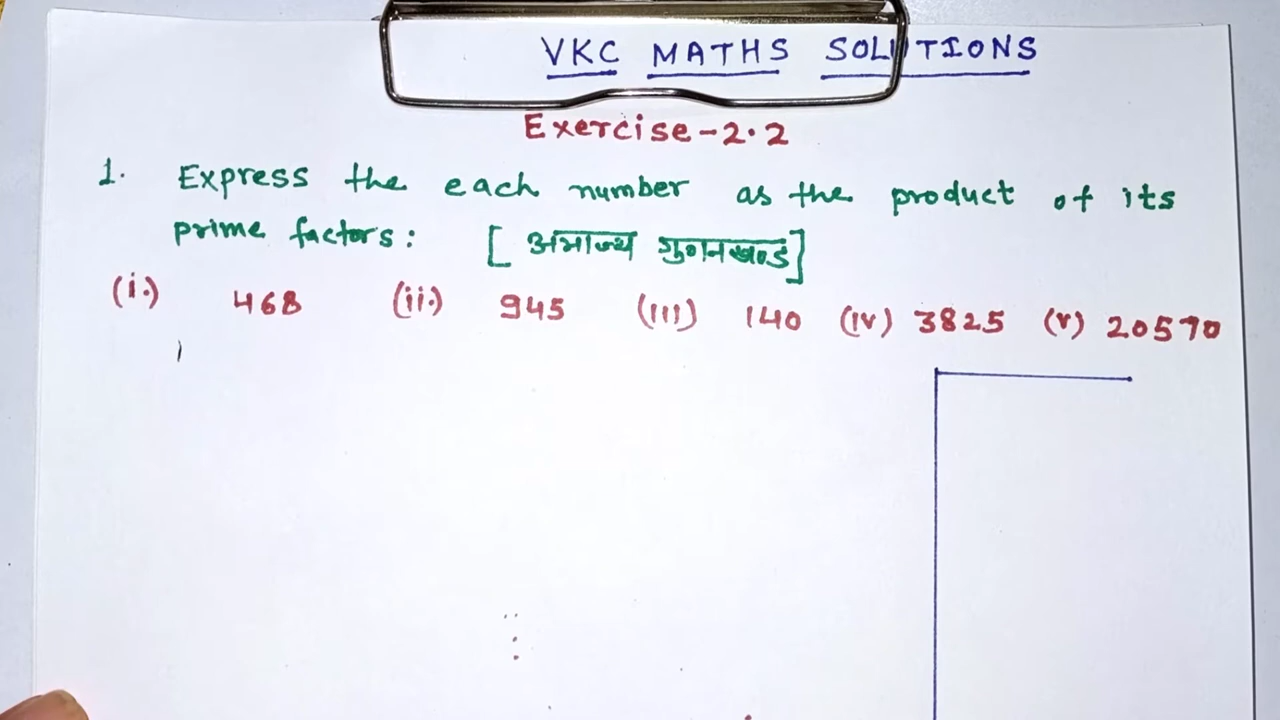 VKC MATHS SOLUTIONS
Exercise-2.2
1. Express the each number as the product of its
prime factors: [अभाज्य गुणनखण्ड]
(i.) 468 (ii.) 945 (III) 140 (IV) 3825 (V) 20570